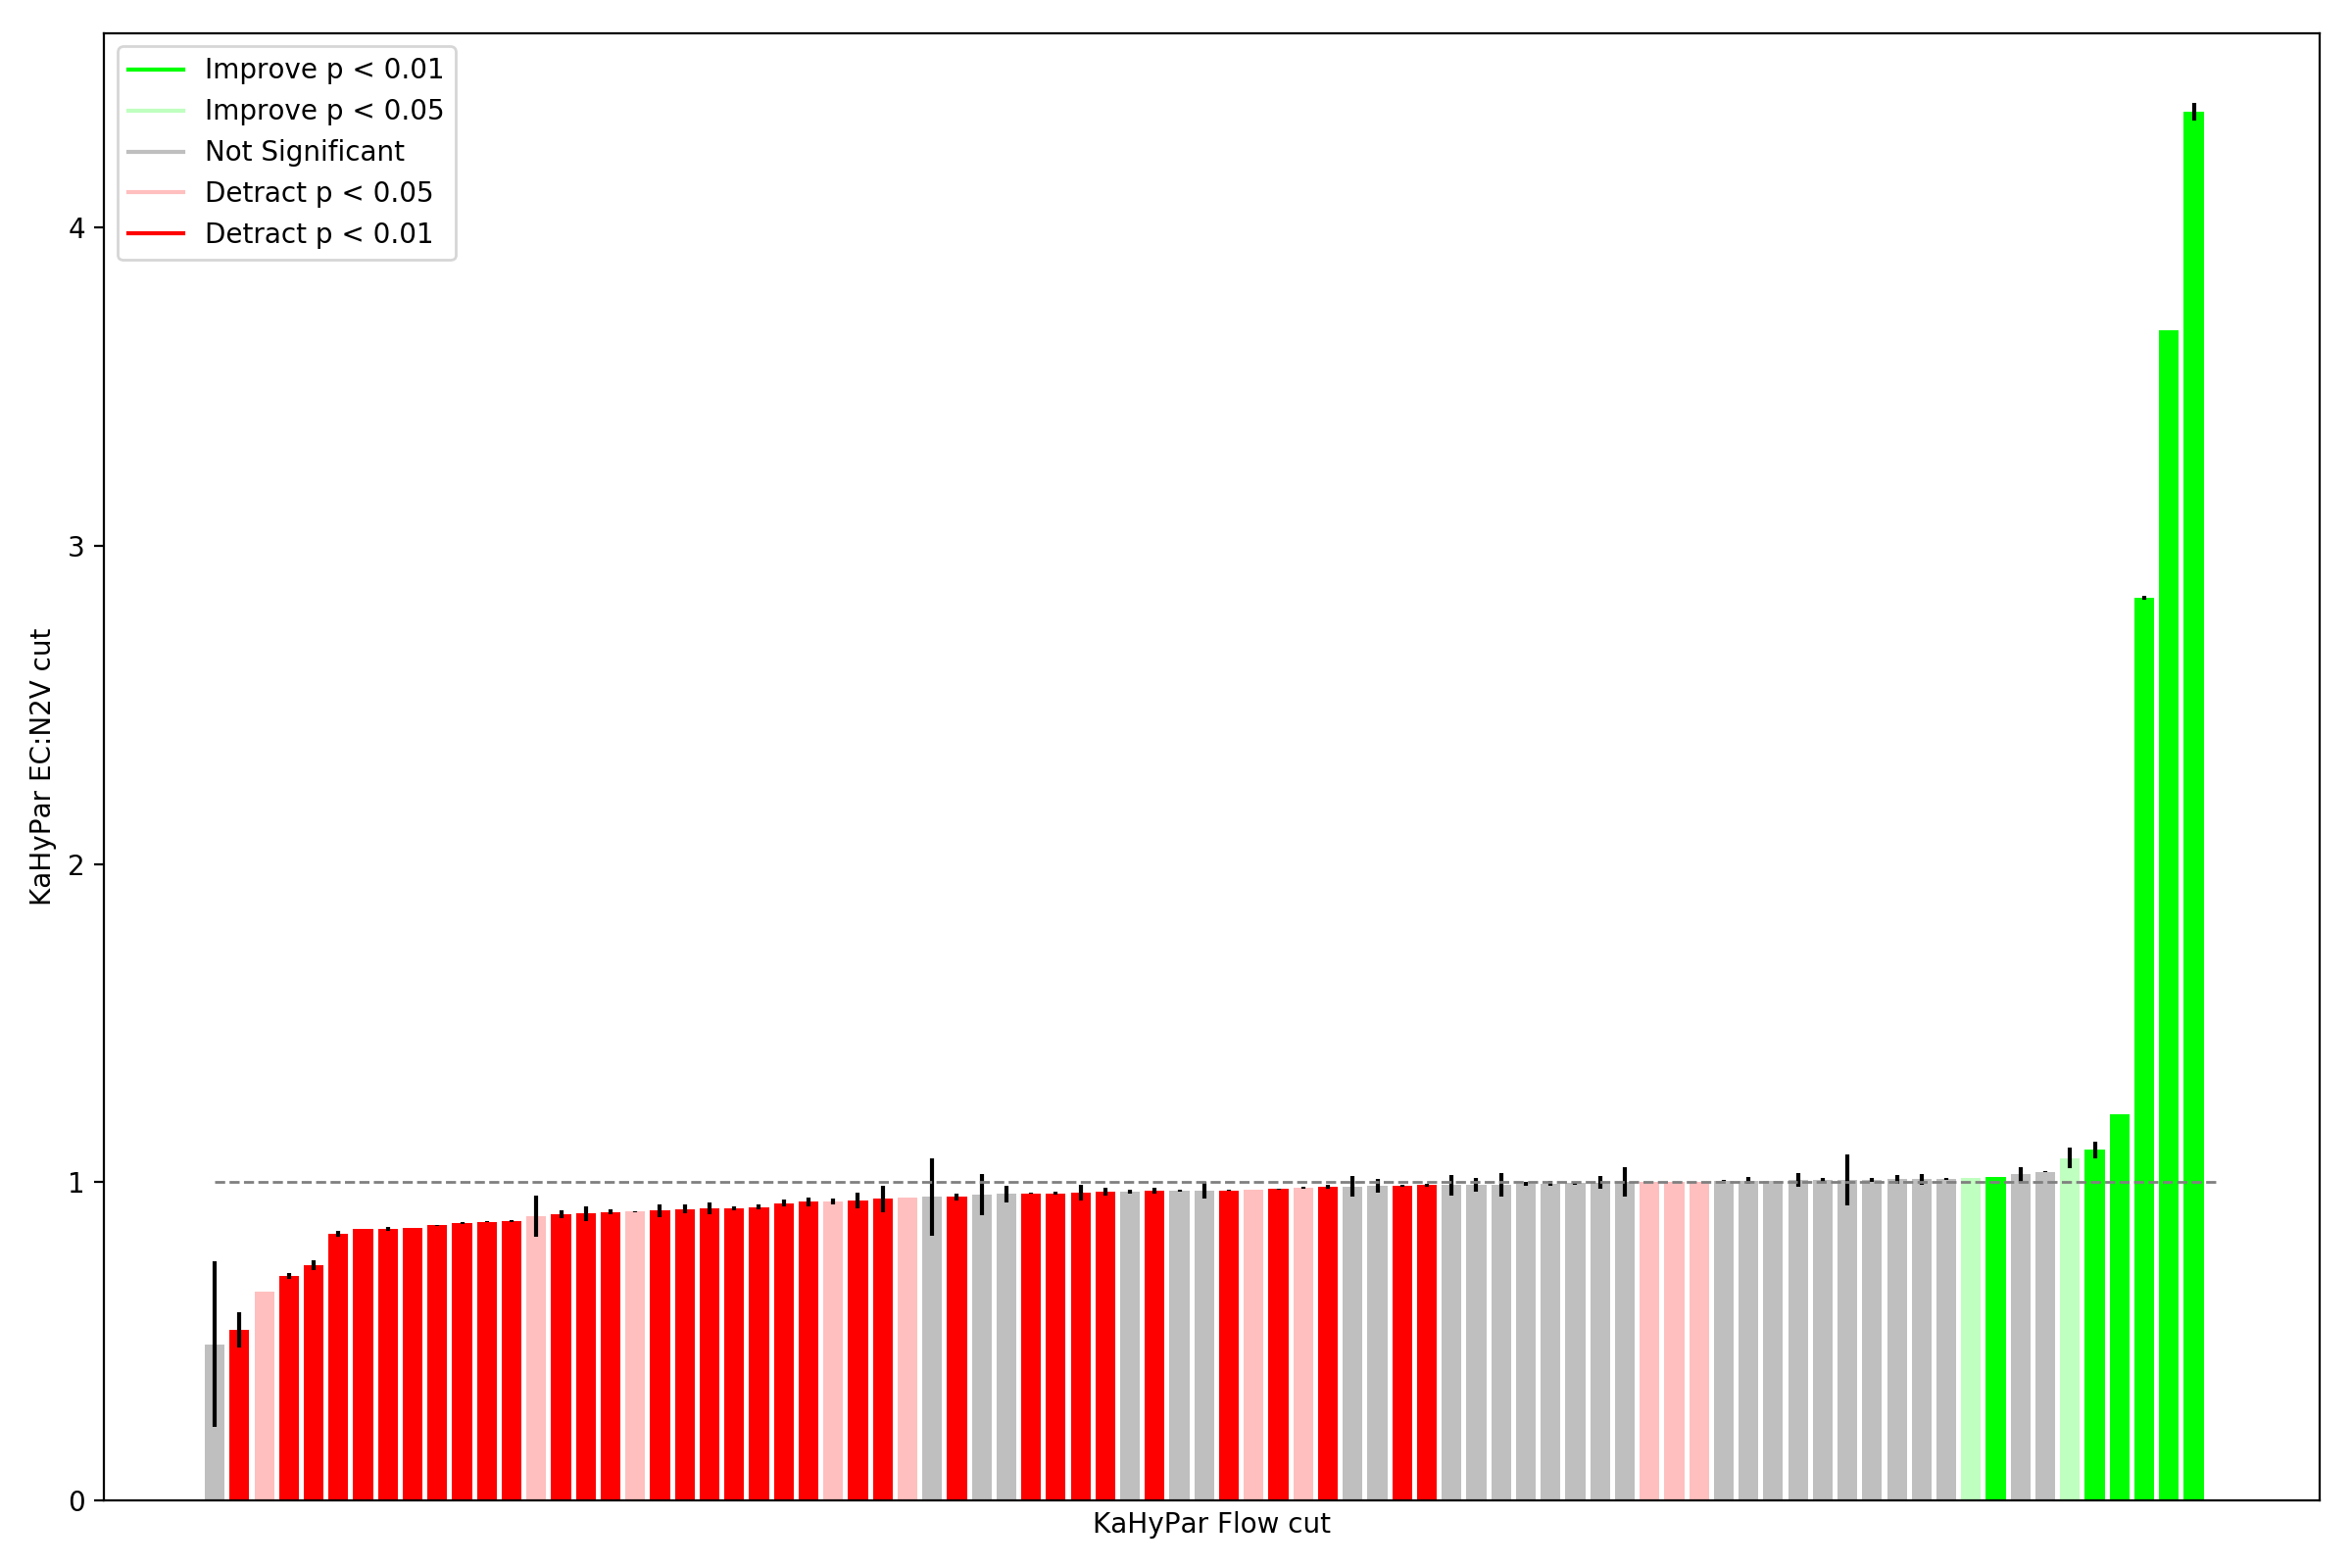 Improve p < 0.01
Improve p < 0.05
Not Significant
Detract p < 0.05
Detract p < 0.01
4
3
2
1
0
KaHyPar EC:N2V cut
KaHyPar Flow cut